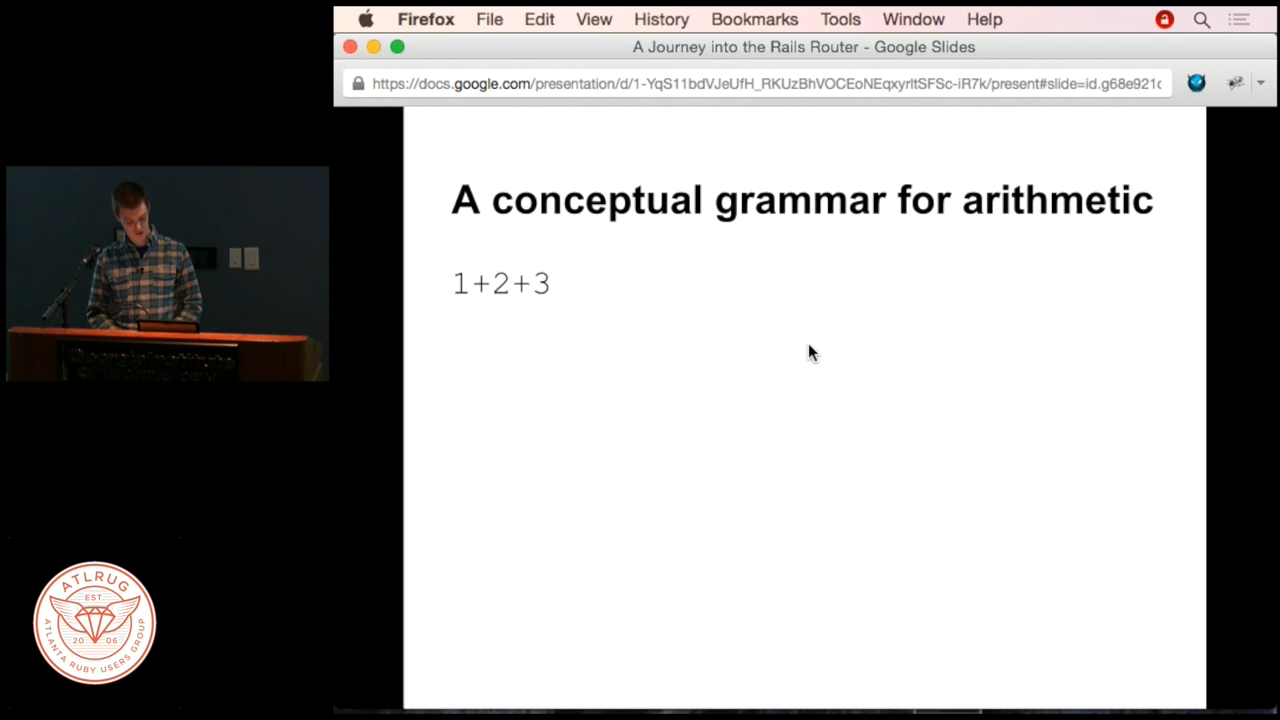 Firefox File Edit View History Bookmarks Tools Window Help
A Journey into the Rails Router - Google Slides
https://docs.google.com/presentation/d/1-YqS11bdVJeUfH_RKUzBhVOCEoNEqxyrltSFSc-iR7k/present#slide=id.g68e921c
A conceptual grammar for arithmetic
1+2+3
ATLRUG
EST.
20 06
ATLANTA RUBY USERS GROUP